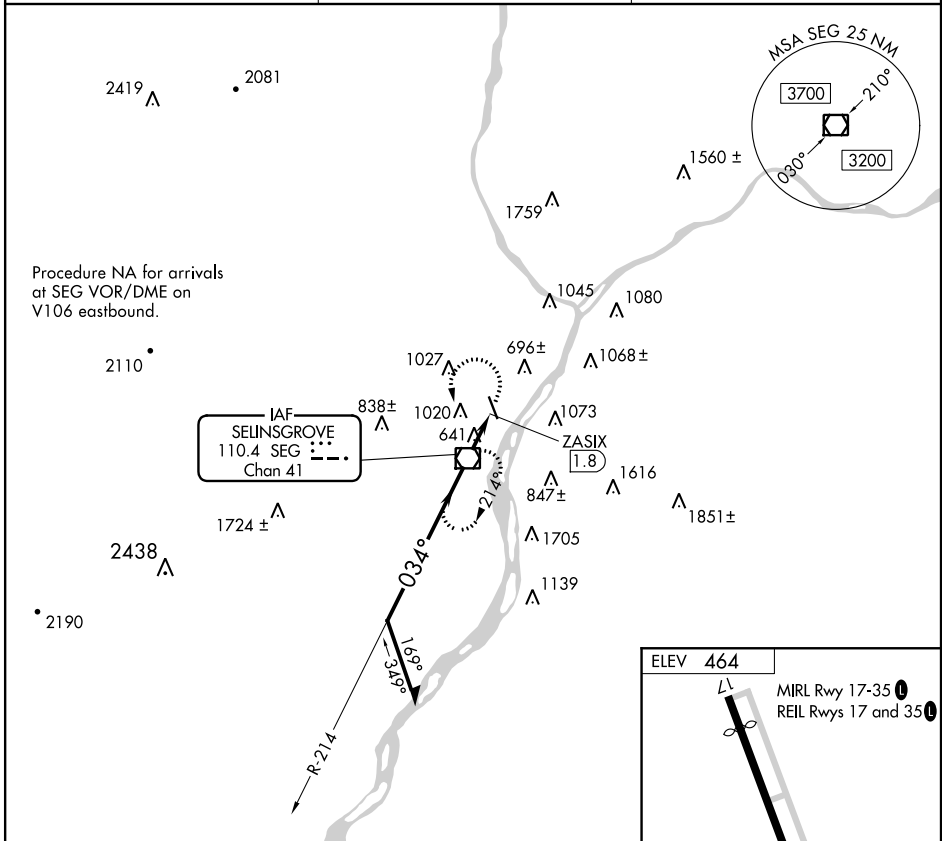 MSA SEG 25 NM
3700
210°
030°
3200
2419
2081
1560 ±
1759
Procedure NA for arrivals
at SEG VOR/DME on
V106 eastbound.
1045
1080
2110
1027
696±
1068±
838±
1020
1073
641
IAF
SELINSGROVE
110.4 SEG
Chan 41
ZASIX
1.8
214°
847±
1616
1851±
1724 ±
1705
2438
034°
1139
2190
169°
349°
R-214
ELEV 464
17
MIRL Rwy 17-35 L
REIL Rwys 17 and 35 L